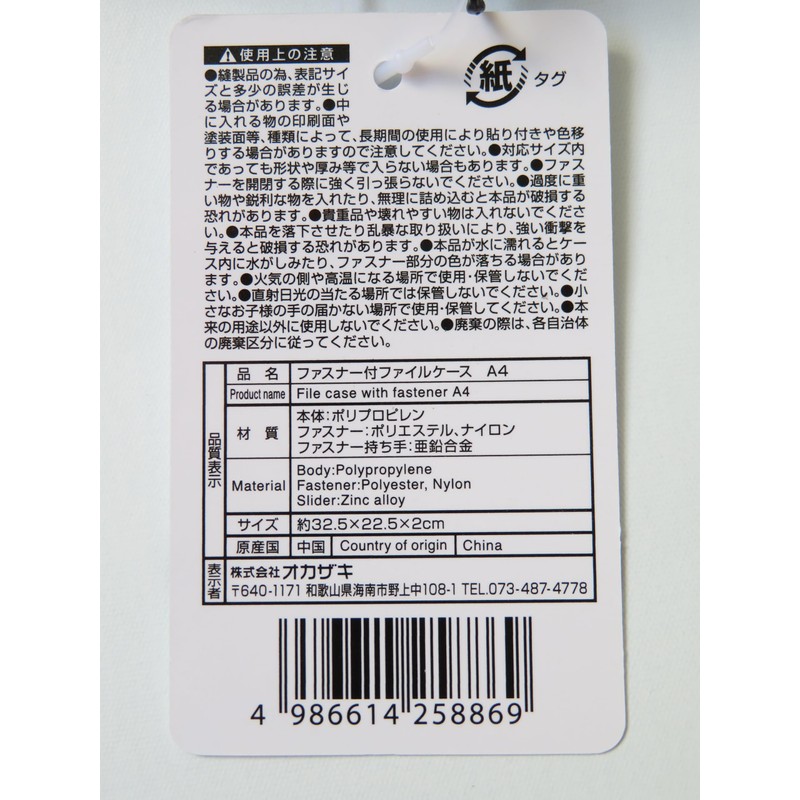 使用上の注意
紙 タグ
●縫製品の為、表記サイ
ズと多少の誤差が生じ
る場合があります。●中
に入れる物の印刷面や
塗装面等、種類によって、長期間の使用により貼り付きや色移
りする場合がありますので注意してください。●対応サイズ内
であっても形状や厚み等で入らない場合もあります。●ファス
ナーを開閉する際に強く引っ張らないでください。●過度に重
い物や鋭利な物を入れたり、無理に詰め込むと本品が破損する
恐れがあります。●貴重品や壊れやすい物は入れないでくださ
い。●本品を落下させたり乱暴な取り扱いにより、強い衝撃を
与えると破損する恐れがあります。●本品が水に濡れるとケー
ス内に水がしみたり、ファスナー部分の色が落ちる場合があり
ます。●火気の側や高温になる場所で使用・保管しないでくだ
さい。●直射日光の当たる場所では保管しないでください。●小
さなお子様の手の届かない場所で使用・保管してください。●本
来の用途以外に使用しないでください。●廃棄の際は、各自治体
の廃棄区分に従ってください。
品質表示
品名 ファスナー付ファイルケース A4
Product name File case with fastener A4
材質 本体:ポリプロピレン
ファスナー:ポリエステル、ナイロン
ファスナー持ち手:亜鉛合金
Material Body:Polypropylene
Fastener:Polyester, Nylon
Slider:Zinc alloy
サイズ 約32.5×22.5×2cm
原産国 中国 Country of origin China
表示者 株式会社オカザキ
〒640-1171 和歌山県海南市野上中108-1 TEL.073-487-4778
4 986614 258869